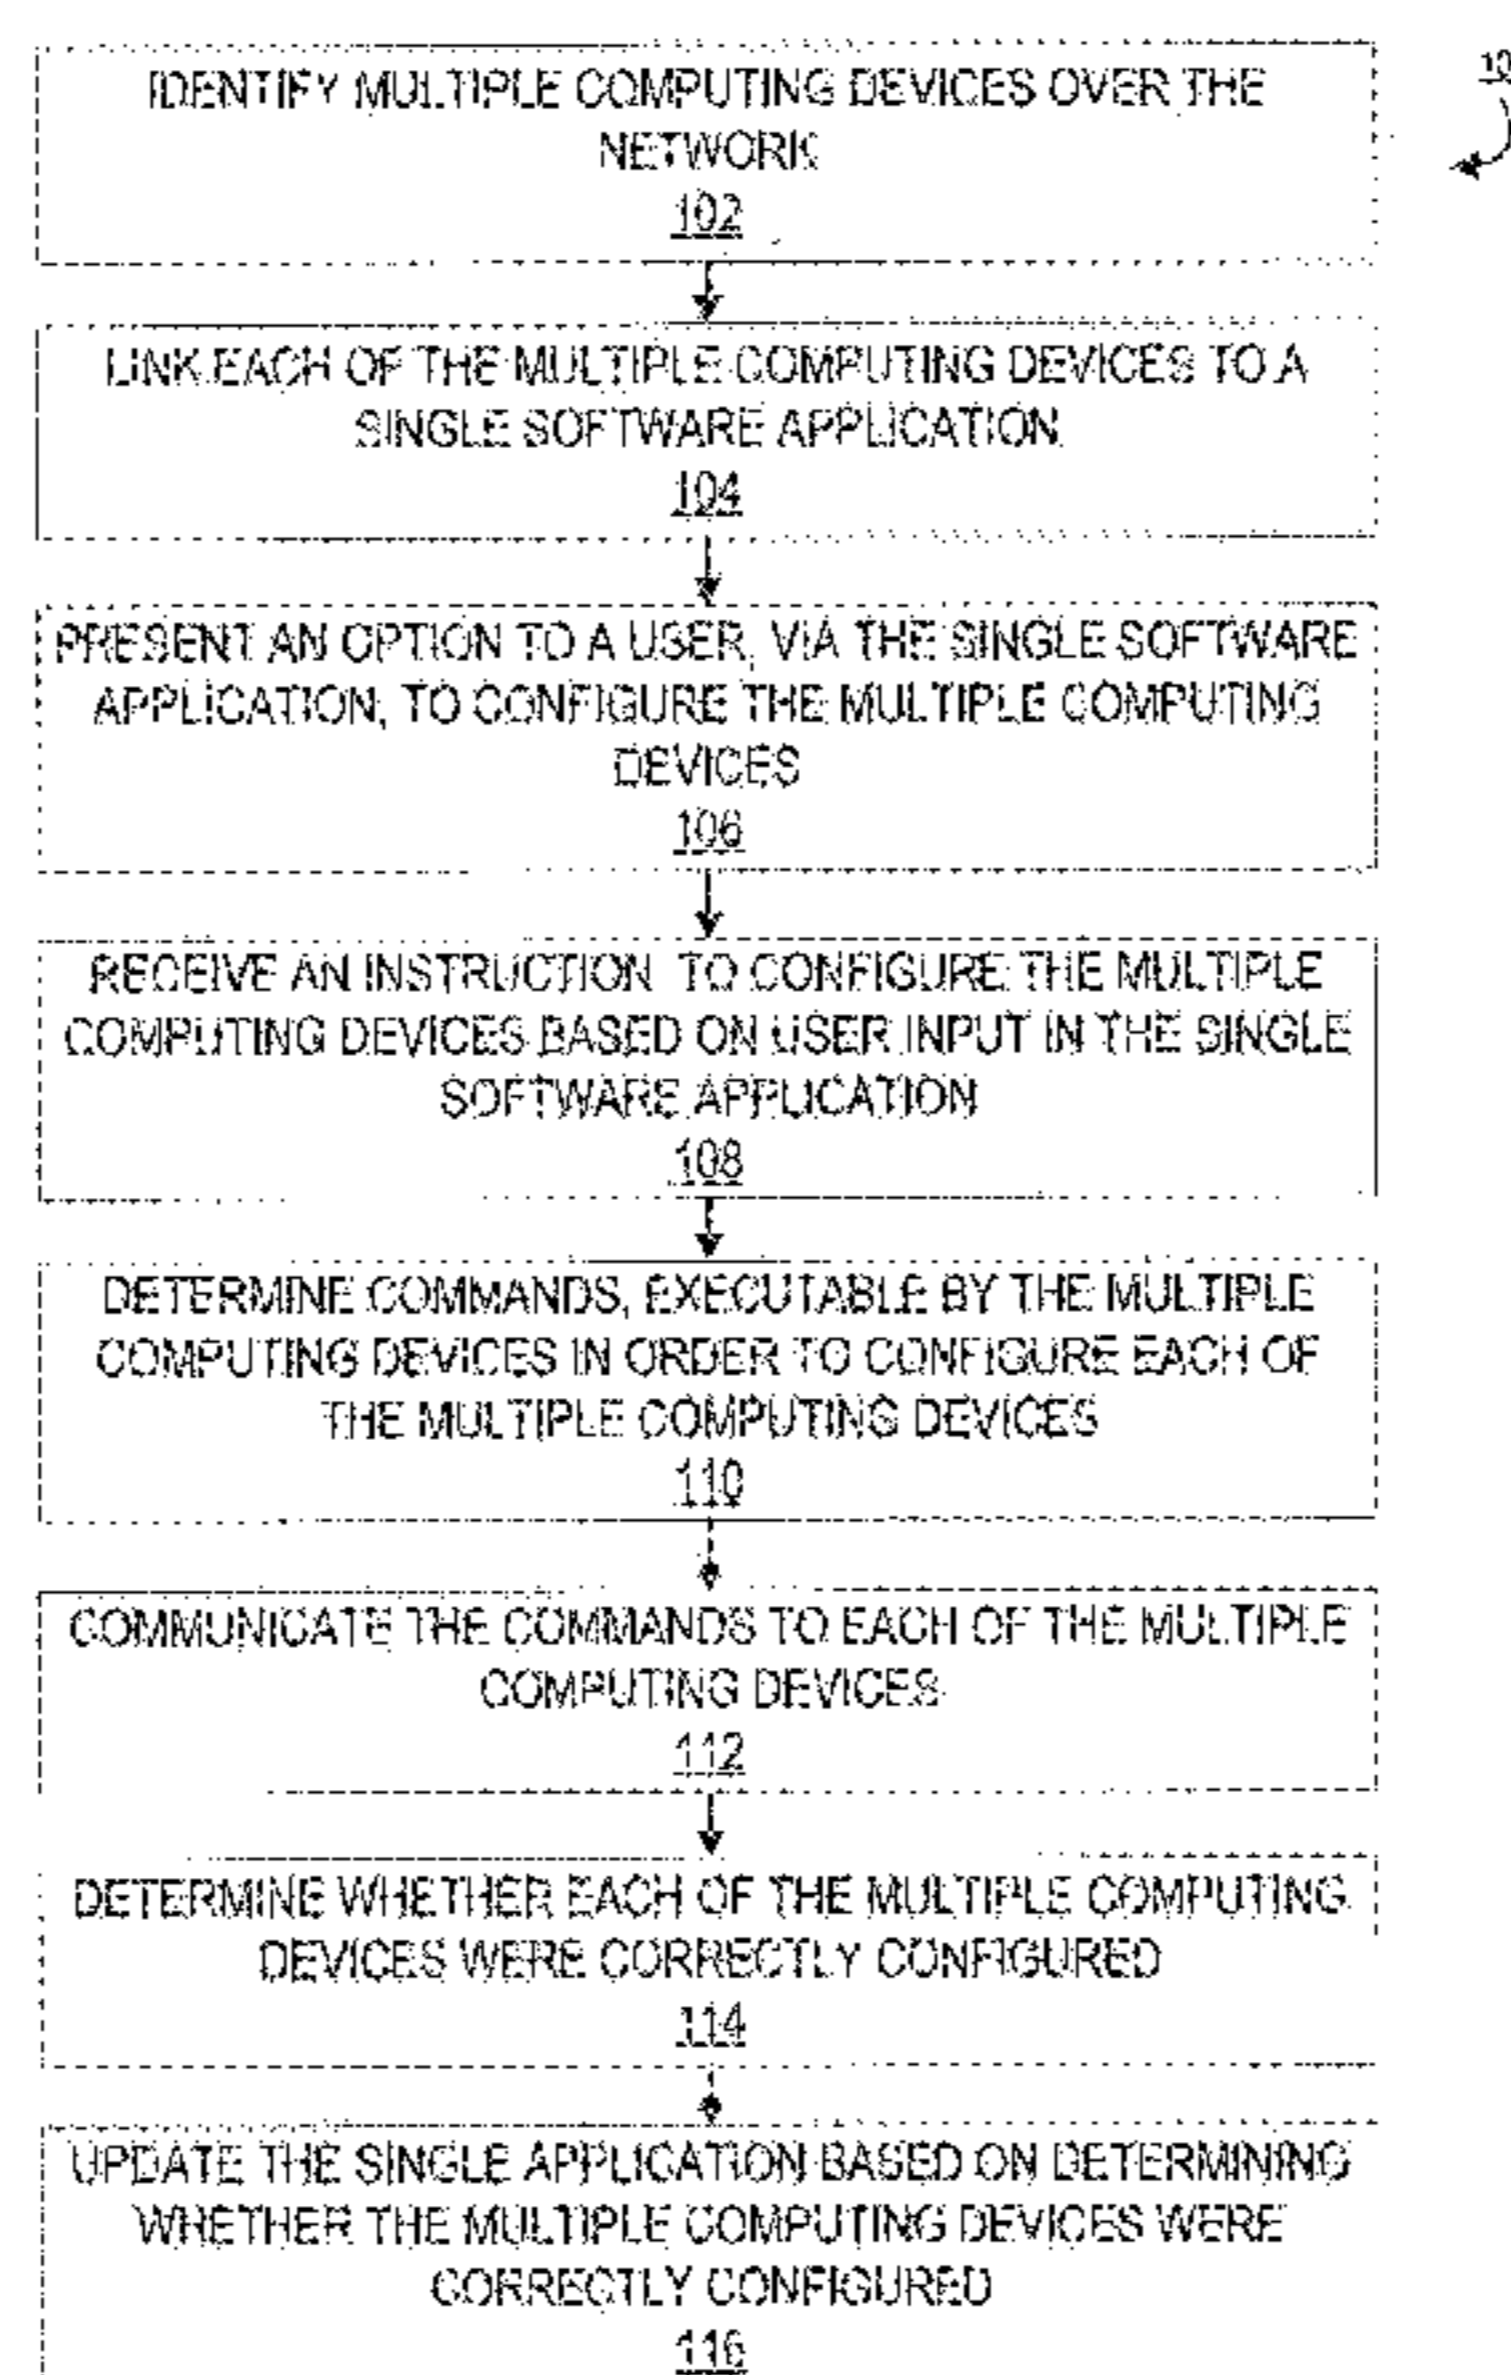 IDENTIFY MULTIPLE COMPUTING DEVICES OVER THE
NETWORK
102
LINK EACH OF THE MULTIPLE COMPUTING DEVICES TO A
SINGLE SOFTWARE APPLICATION
104
PRESENT AN OPTION TO A USER, VIA THE SINGLE SOFTWARE
APPLICATION, TO CONFIGURE THE MULTIPLE COMPUTING
DEVICES
106
RECEIVE AN INSTRUCTION TO CONFIGURE THE MULTIPLE
COMPUTING DEVICES BASED ON USER INPUT IN THE SINGLE
SOFTWARE APPLICATION
108
DETERMINE COMMANDS, EXECUTABLE BY THE MULTIPLE
COMPUTING DEVICES IN ORDER TO CONFIGURE EACH OF
THE MULTIPLE COMPUTING DEVICES
110
COMMUNICATE THE COMMANDS TO EACH OF THE MULTIPLE
COMPUTING DEVICES
112
DETERMINE WHETHER EACH OF THE MULTIPLE COMPUTING
DEVICES WERE CORRECTLY CONFIGURED
114
UPDATE THE SINGLE APPLICATION BASED ON DETERMINING
WHETHER THE MULTIPLE COMPUTING DEVICES WERE
CORRECTLY CONFIGURED
116